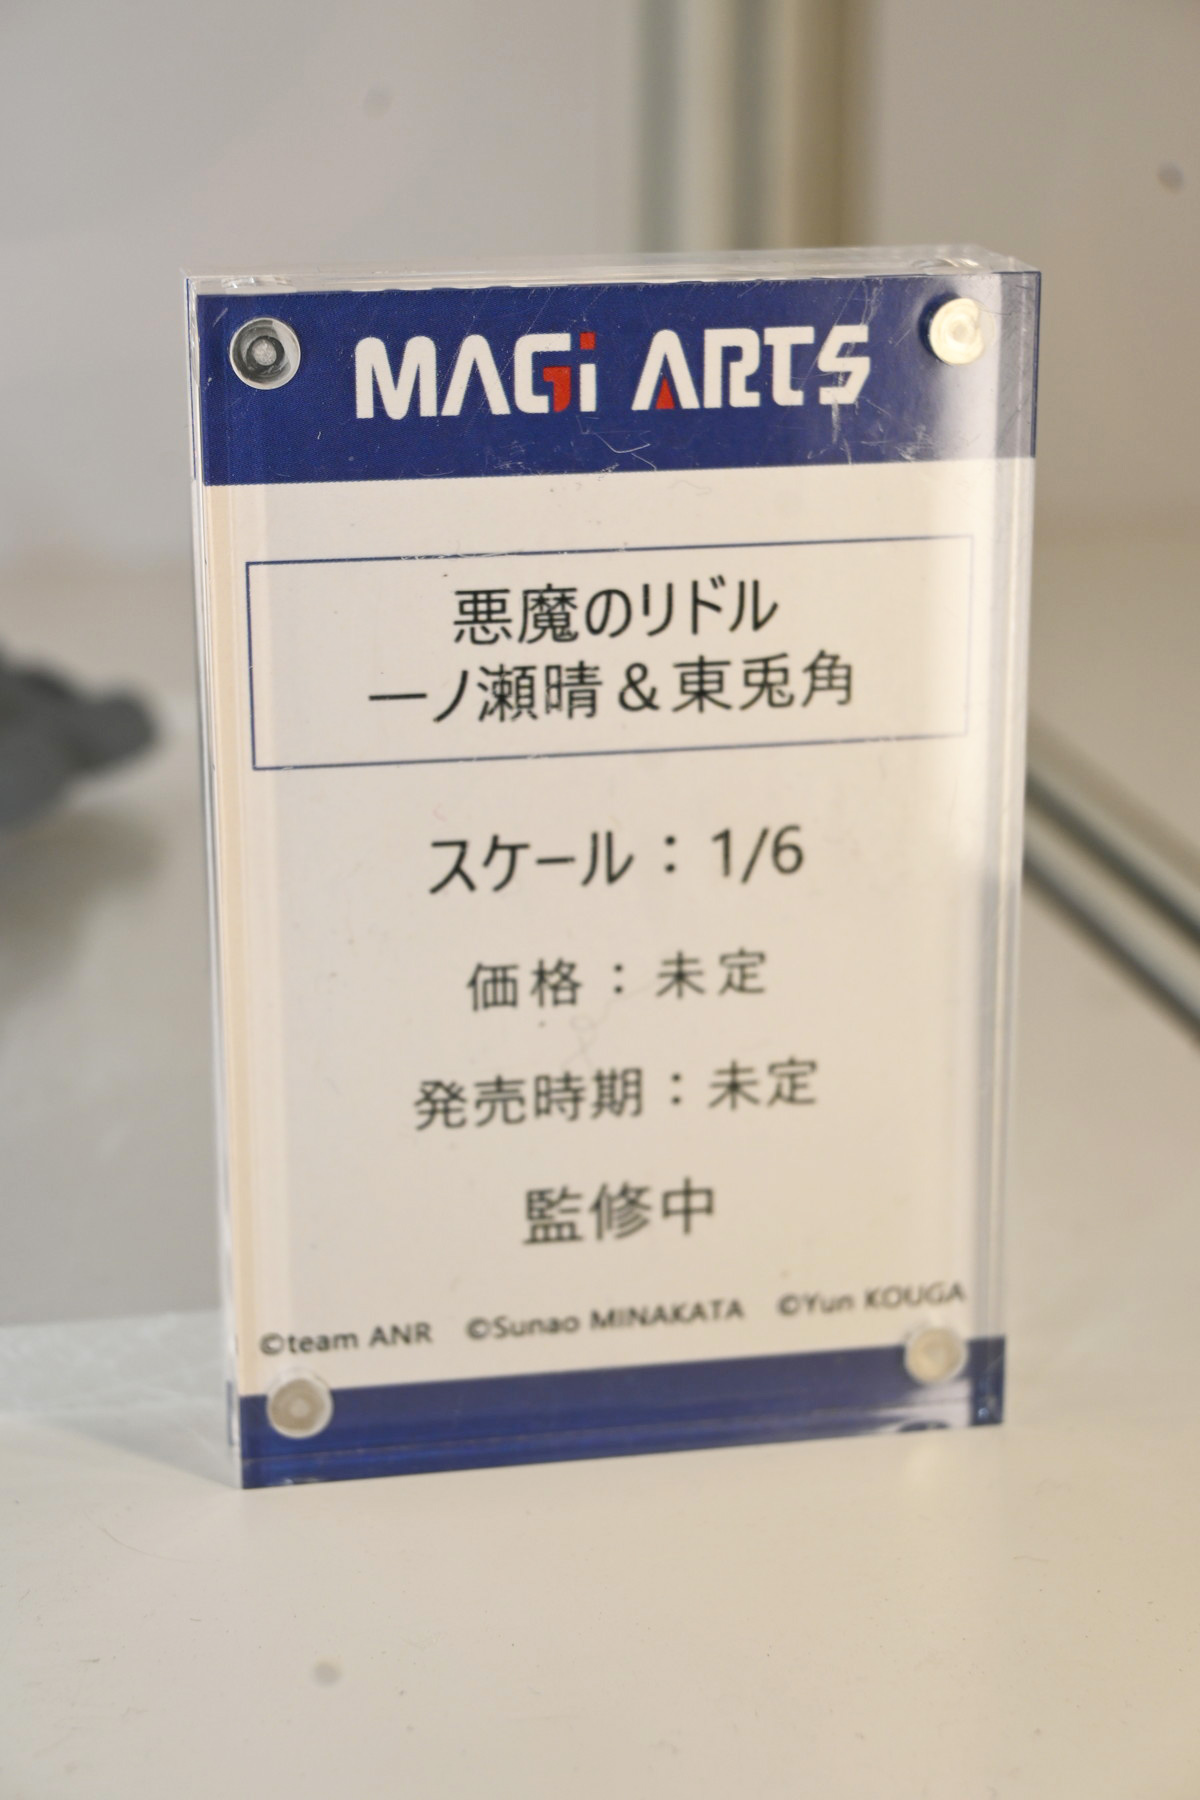 MAGi ARTS
悪魔のリドル
一ノ瀬晴＆東兎角
スケール：1/6
価格：未定
発売時期：未定
監修中
©team ANR ©Sunao MINAKATA ©Yun KOUGA